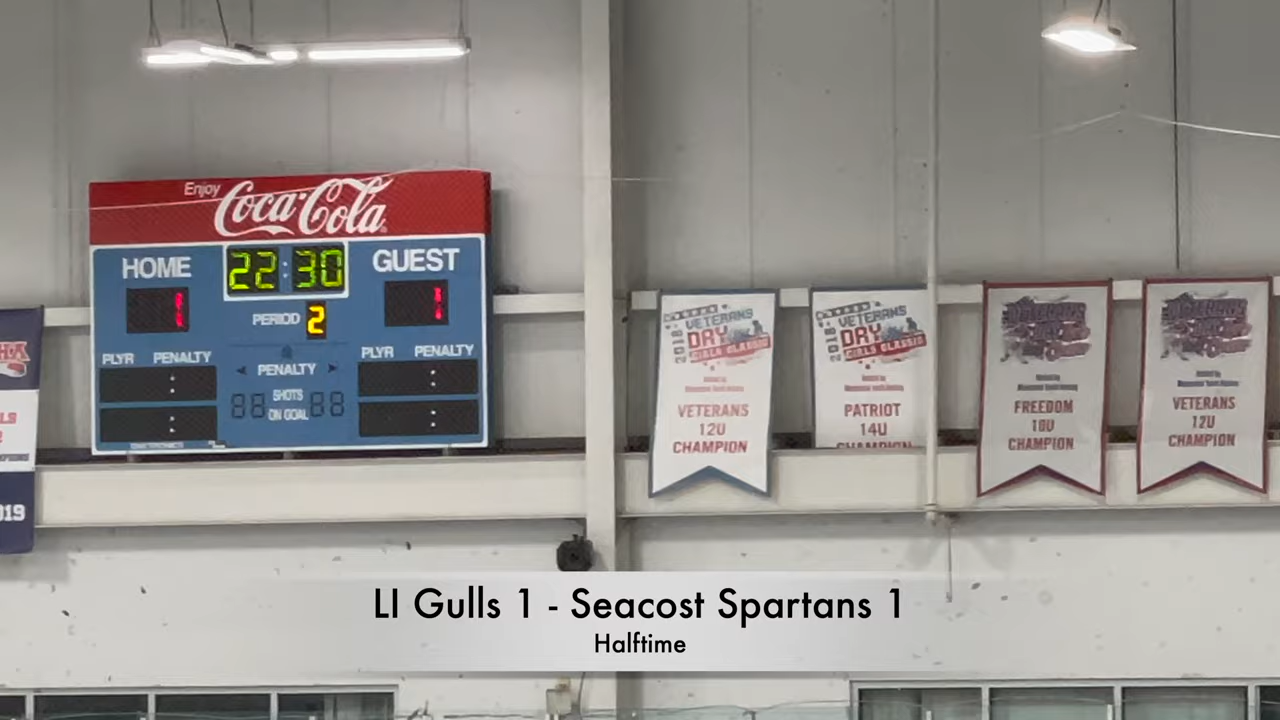 Enjoy
Coca-Cola
HOME
22:30
GUEST
1
PERIOD 2
1
PLYR PENALTY
PLYR PENALTY
PENALTY
SHOTS
ON GOAL
2018
VETERANS
DAY
GIRLS CLASSIC
VETERANS
12U
CHAMPION
2018
VETERANS
DAY
GIRLS CLASSIC
PATRIOT
14U
CHAMPION
FREEDOM
10U
CHAMPION
VETERANS
12U
CHAMPION
LI Gulls 1 - Seacost Spartans 1
Halftime